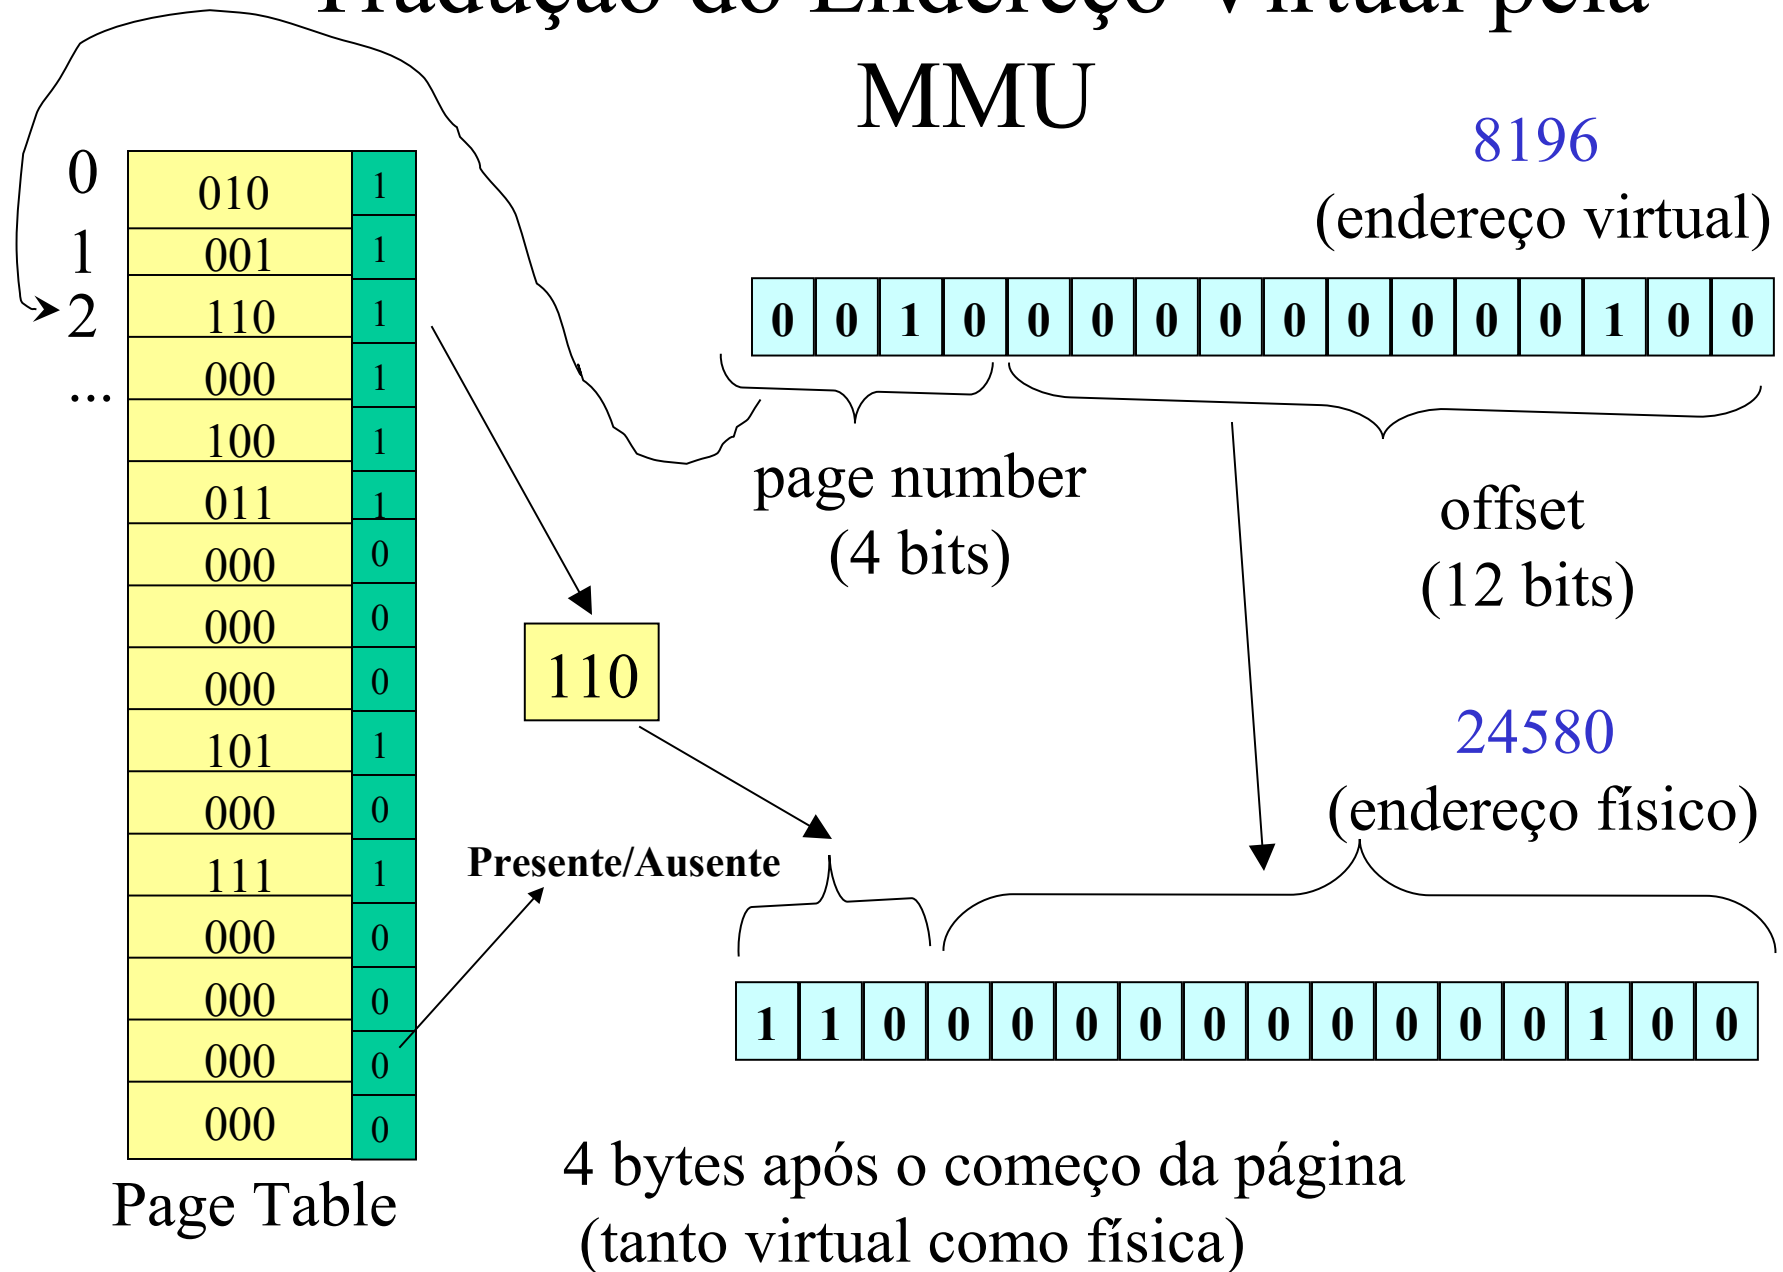 Tradução do Endereço Virtual pela
MMU
0 010 1
1 001 1
2 110 1
... 000 1
100 1
011 1
000 0
000 0
000 0
101 1
000 0
111 1
000 0
000 0
000 0
000 0
Page Table
8196
(endereço virtual)
0 0 1 0 0 0 0 0 0 0 0 0 0 1 0 0
page number
(4 bits)
offset
(12 bits)
110
Presente/Ausente
24580
(endereço físico)
1 1 0 0 0 0 0 0 0 0 0 0 0 1 0 0
4 bytes após o começo da página
(tanto virtual como física)